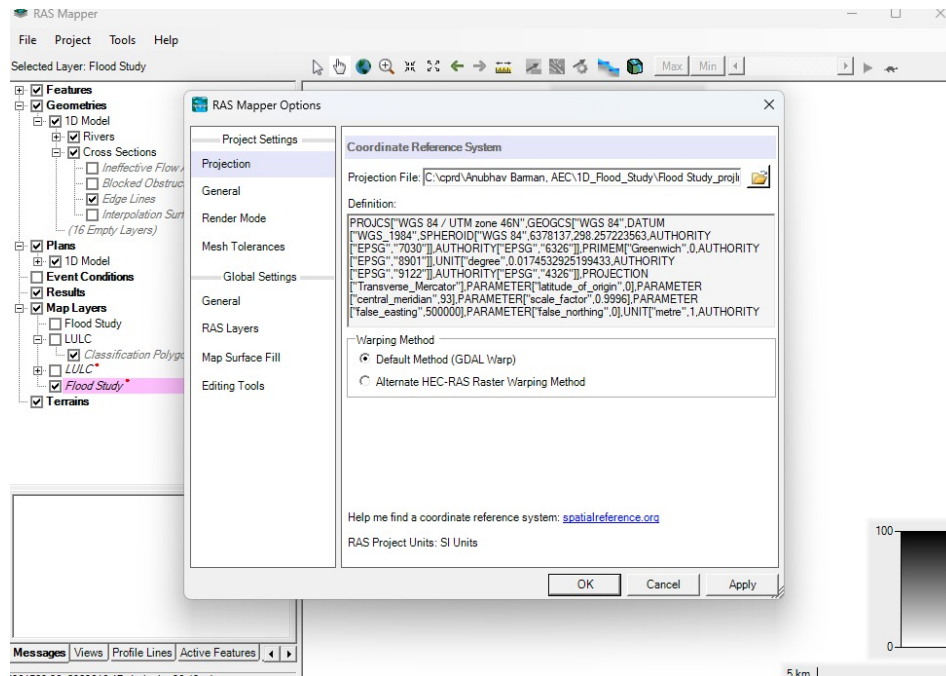 RAS Mapper
File Project Tools Help
Selected Layer: Flood Study
Max Min
Features
Geometries
1D Model
Rivers
Cross Sections
Ineffective Flow
Blocked
Edge Lines
Interpolation
(16 Empty Layers)
Plans
1D Model
Event Conditions
Results
Map Layers
Flood Study
LULC
Classification
LULC
Flood Study
Terrains
Messages Views Profile Lines Active Features
RAS Mapper Options
Project Settings
Projection
General
Render Mode
Mesh Tolerances
Global Settings
General
RAS Layers
Map Surface Fill
Editing Tools
Coordinate Reference System
Projection File: C:\cprd\Anubhav Barman, AEC\1D_Flood_Study\Flood Study_proj
Definition:
PROJCS["WGS 84 / UTM zone 46N",GEOGCS["WGS 84",DATUM
["WGS_1984",SPHEROID["WGS 84",6378137,298.257223563,AUTHORITY
["EPSG","7030"]],AUTHORITY["EPSG","6326"]],PRIMEM["Greenwich",0,AUTHORITY
["EPSG","8901"]],UNIT["degree",0.0174532925199433,AUTHORITY
["EPSG","9122"]],AUTHORITY["EPSG","4326"]],PROJECTION
["Transverse_Mercator"],PARAMETER["latitude_of_origin",0],PARAMETER
["central_meridian",93],PARAMETER["scale_factor",0.9996],PARAMETER
["false_easting",500000],PARAMETER["false_northing",0],UNIT["metre",1,AUTHORITY
Warping Method
Default Method (GDAL Warp)
Alternate HEC-RAS Raster Warping Method
Help me find a coordinate reference system: spatialreference.org
RAS Project Units: SI Units
OK Cancel Apply
100
0
5 km